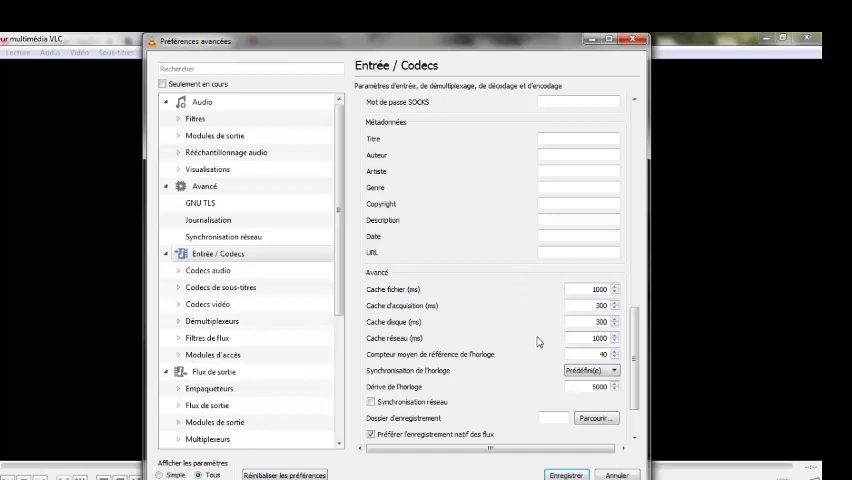 eur multimédia VLC
Lecture Audio Vidéo Sous-titres
Préférences avancées
Rechercher
Seulement en cours
Audio
Filtres
Modules de sortie
Rééchantillonnage audio
Visualisations
Avancé
GNU TLS
Journalisation
Synchronisation réseau
Entrée / Codecs
Codecs audio
Codecs de sous-titres
Codecs vidéo
Démultiplexeurs
Filtres de flux
Modules d'accès
Flux de sortie
Empaqueteurs
Flux de sortie
Modules de sortie
Multiplexeurs
Afficher les paramètres
Simple Tous
Réinitialiser les préférences
Entrée / Codecs
Paramètres d'entrée, de démultiplexage, de décodage et d'encodage
Mot de passe SOCKS
Métadonnées
Titre
Auteur
Artiste
Genre
Copyright
Description
Date
URL
Avancé
Cache fichier (ms) 1000
Cache d'acquisition (ms) 300
Cache disque (ms) 300
Cache réseau (ms) 1000
Compteur moyen de référence de l'horloge 40
Synchronisation de l'horloge Prédéfini(e)
Dérive de l'horloge 5000
Synchronisation réseau
Dossier d'enregistrement Parcourir...
Préférer l'enregistrement natif des flux
Enregistrer Annuler